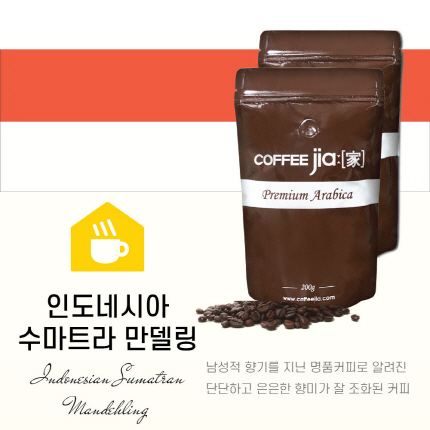 COFFEE jia:[家]
Premium Arabica
200g
www.coffeejia.com
인도네시아
수마트라 만델링
Indonesian Sumatran
Mandehling
남성적 향기를 지닌 명품커피로 알려진
단단하고 은은한 향미가 잘 조화된 커피